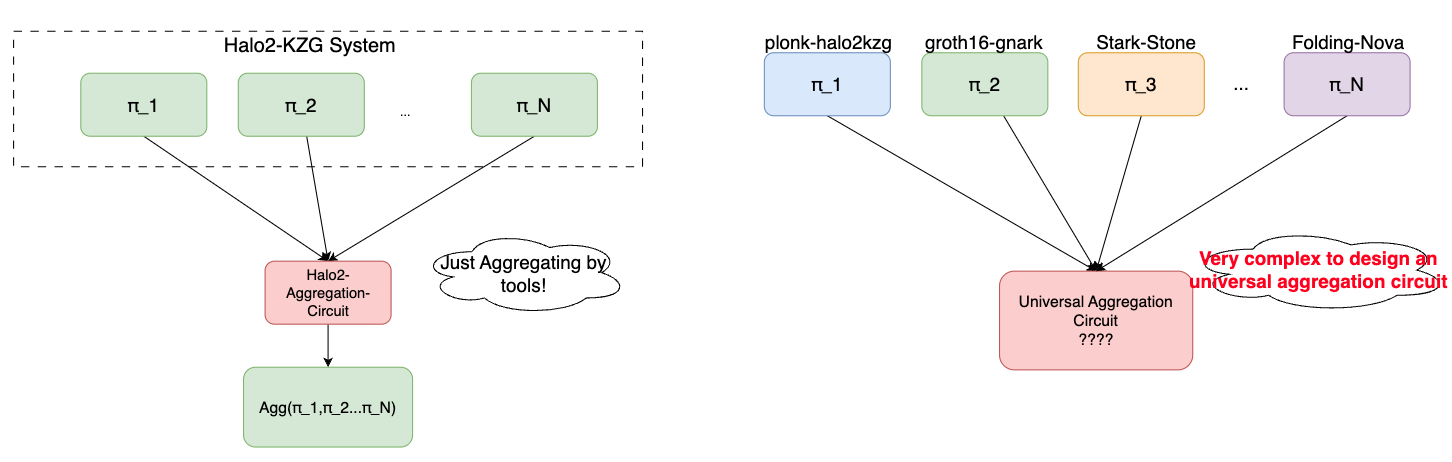 Halo2-KZG System
π_1
π_2
...
π_N
Just Aggregating by
tools!
Halo2-
Aggregation-
Circuit
Agg(π_1,π_2...π_N)
plonk-halo2kzg
groth16-gnark
Stark-Stone
Folding-Nova
π_1
π_2
π_3
...
π_N
Very complex to design an
universal aggregation circuit
Universal Aggregation
Circuit
????